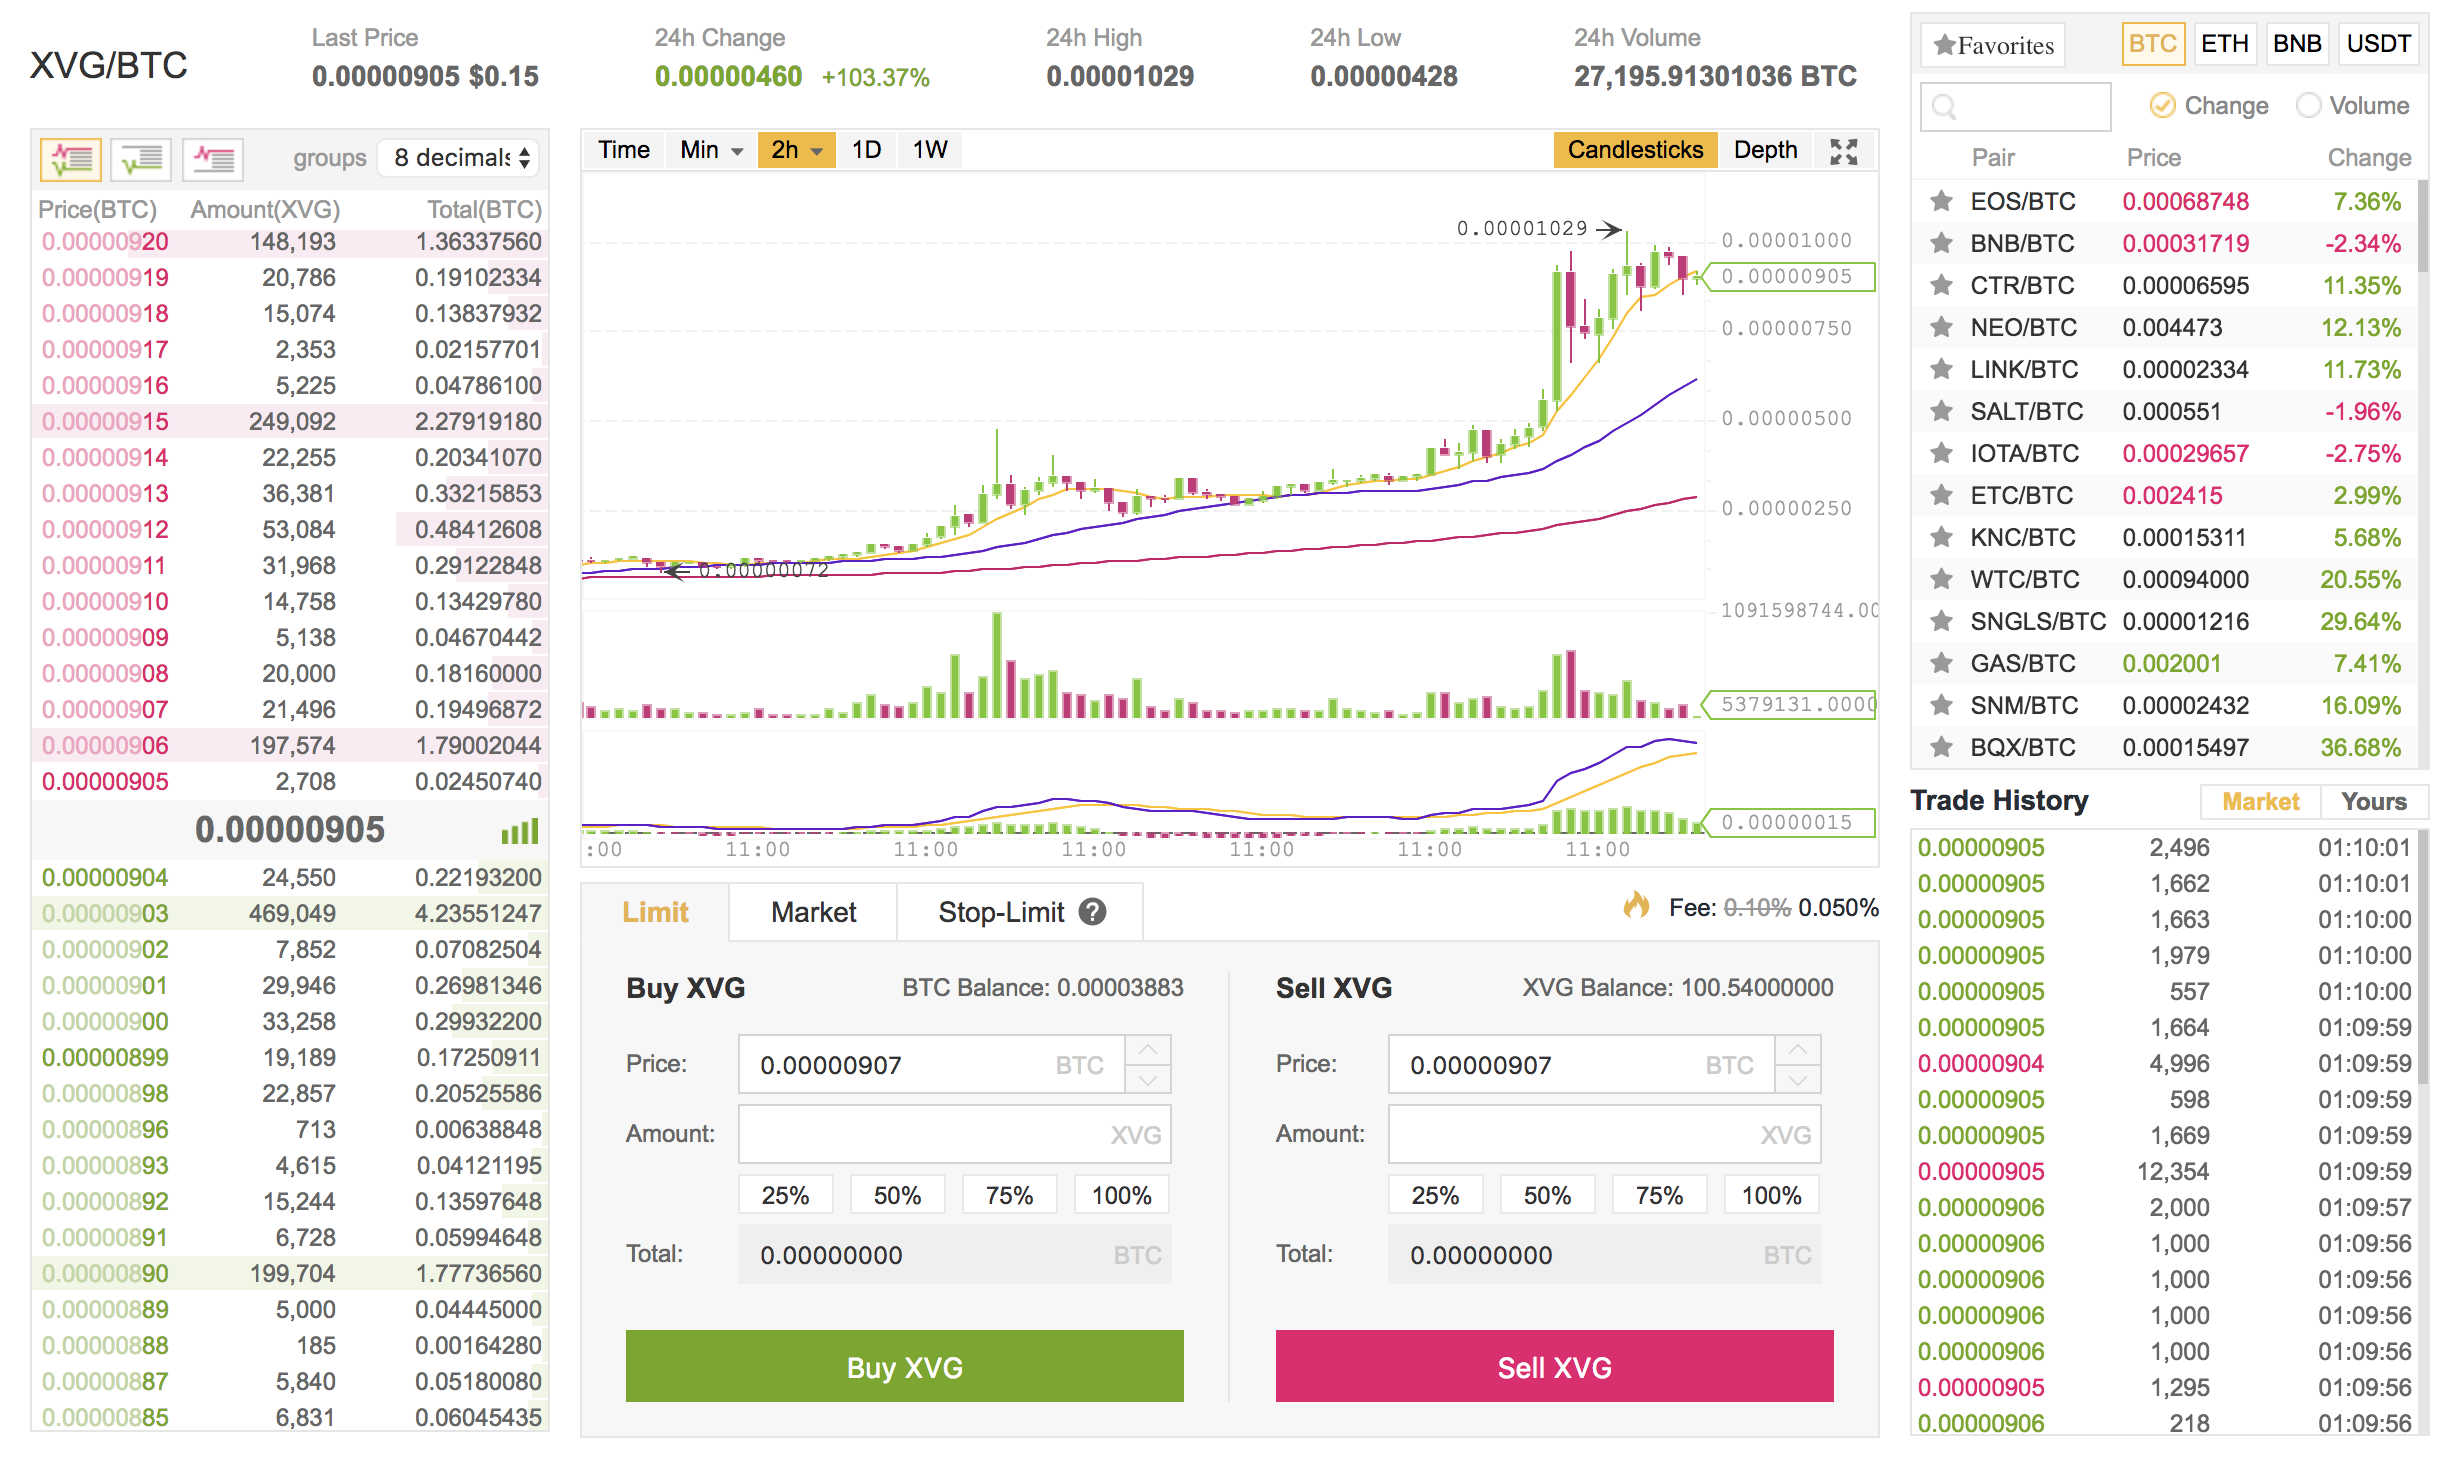 XVG/BTC
Last Price
0.00000905 $0.15
24h Change
0.00000460 +103.37%
24h High
0.00001029
24h Low
0.00000428
24h Volume
27,195.91301036 BTC
groups 8 decimals
Price(BTC) Amount(XVG) Total(BTC)
0.00000920 148,193 1.36337560
0.00000919 20,786 0.19102334
0.00000918 15,074 0.13837932
0.00000917 2,353 0.02157701
0.00000916 5,225 0.04786100
0.00000915 249,092 2.27919180
0.00000914 22,255 0.20341070
0.00000913 36,381 0.33215853
0.00000912 53,084 0.48412608
0.00000911 31,968 0.29122848
0.00000910 14,758 0.13429780
0.00000909 5,138 0.04670442
0.00000908 20,000 0.18160000
0.00000907 21,496 0.19496872
0.00000906 197,574 1.79002044
0.00000905 2,708 0.02450740
0.00000905
0.00000904 24,550 0.22193200
0.00000903 469,049 4.23551247
0.00000902 7,852 0.07082504
0.00000901 29,946 0.26981346
0.00000900 33,258 0.29932200
0.00000899 19,189 0.17250911
0.00000898 22,857 0.20525586
0.00000896 713 0.00638848
0.00000893 4,615 0.04121195
0.00000892 15,244 0.13597648
0.00000891 6,728 0.05994648
0.00000890 199,704 1.77736560
0.00000889 5,000 0.04445000
0.00000888 185 0.00164280
0.00000887 5,840 0.05180080
0.00000885 6,831 0.06045435
Time Min 2h 1D 1W Candlesticks Depth
0.00001029
0.00001000
0.00000905
0.00000750
0.00000500
0.00000250
0.00000072
1091598744.00
5379131.0000
0.00000015
:00 11:00 11:00 11:00 11:00 11:00 11:00
Limit Market Stop-Limit ?
Fee: 0.10% 0.050%
Buy XVG BTC Balance: 0.00003883
Price: 0.00000907 BTC
Amount: XVG
25% 50% 75% 100%
Total: 0.00000000 BTC
Buy XVG
Sell XVG XVG Balance: 100.54000000
Price: 0.00000907 BTC
Amount: XVG
25% 50% 75% 100%
Total: 0.00000000 BTC
Sell XVG
Favorites BTC ETH BNB USDT
Change Volume
Pair Price Change
EOS/BTC 0.00068748 7.36%
BNB/BTC 0.00031719 -2.34%
CTR/BTC 0.00006595 11.35%
NEO/BTC 0.004473 12.13%
LINK/BTC 0.00002334 11.73%
SALT/BTC 0.000551 -1.96%
IOTA/BTC 0.00029657 -2.75%
ETC/BTC 0.002415 2.99%
KNC/BTC 0.00015311 5.68%
WTC/BTC 0.00094000 20.55%
SNGLS/BTC 0.00001216 29.64%
GAS/BTC 0.002001 7.41%
SNM/BTC 0.00002432 16.09%
BQX/BTC 0.00015497 36.68%
Trade History Market Yours
0.00000905 2,496 01:10:01
0.00000905 1,662 01:10:01
0.00000905 1,663 01:10:00
0.00000905 1,979 01:10:00
0.00000905 557 01:10:00
0.00000905 1,664 01:09:59
0.00000904 4,996 01:09:59
0.00000905 598 01:09:59
0.00000905 1,669 01:09:59
0.00000905 12,354 01:09:59
0.00000906 2,000 01:09:57
0.00000906 1,000 01:09:56
0.00000906 1,000 01:09:56
0.00000906 1,000 01:09:56
0.00000906 1,000 01:09:56
0.00000905 1,295 01:09:56
0.00000906 218 01:09:56